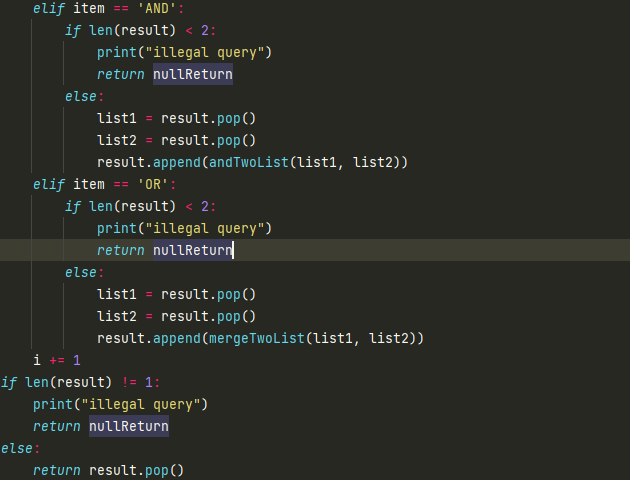 elif item == 'AND':
        if len(result) < 2:
            print("illegal query")
            return nullReturn
        else:
            list1 = result.pop()
            list2 = result.pop()
            result.append(andTwoList(list1, list2))
    elif item == 'OR':
        if len(result) < 2:
            print("illegal query")
            return nullReturn
        else:
            list1 = result.pop()
            list2 = result.pop()
            result.append(mergeTwoList(list1, list2))
    i += 1
if len(result) != 1:
    print("illegal query")
    return nullReturn
else:
    return result.pop()